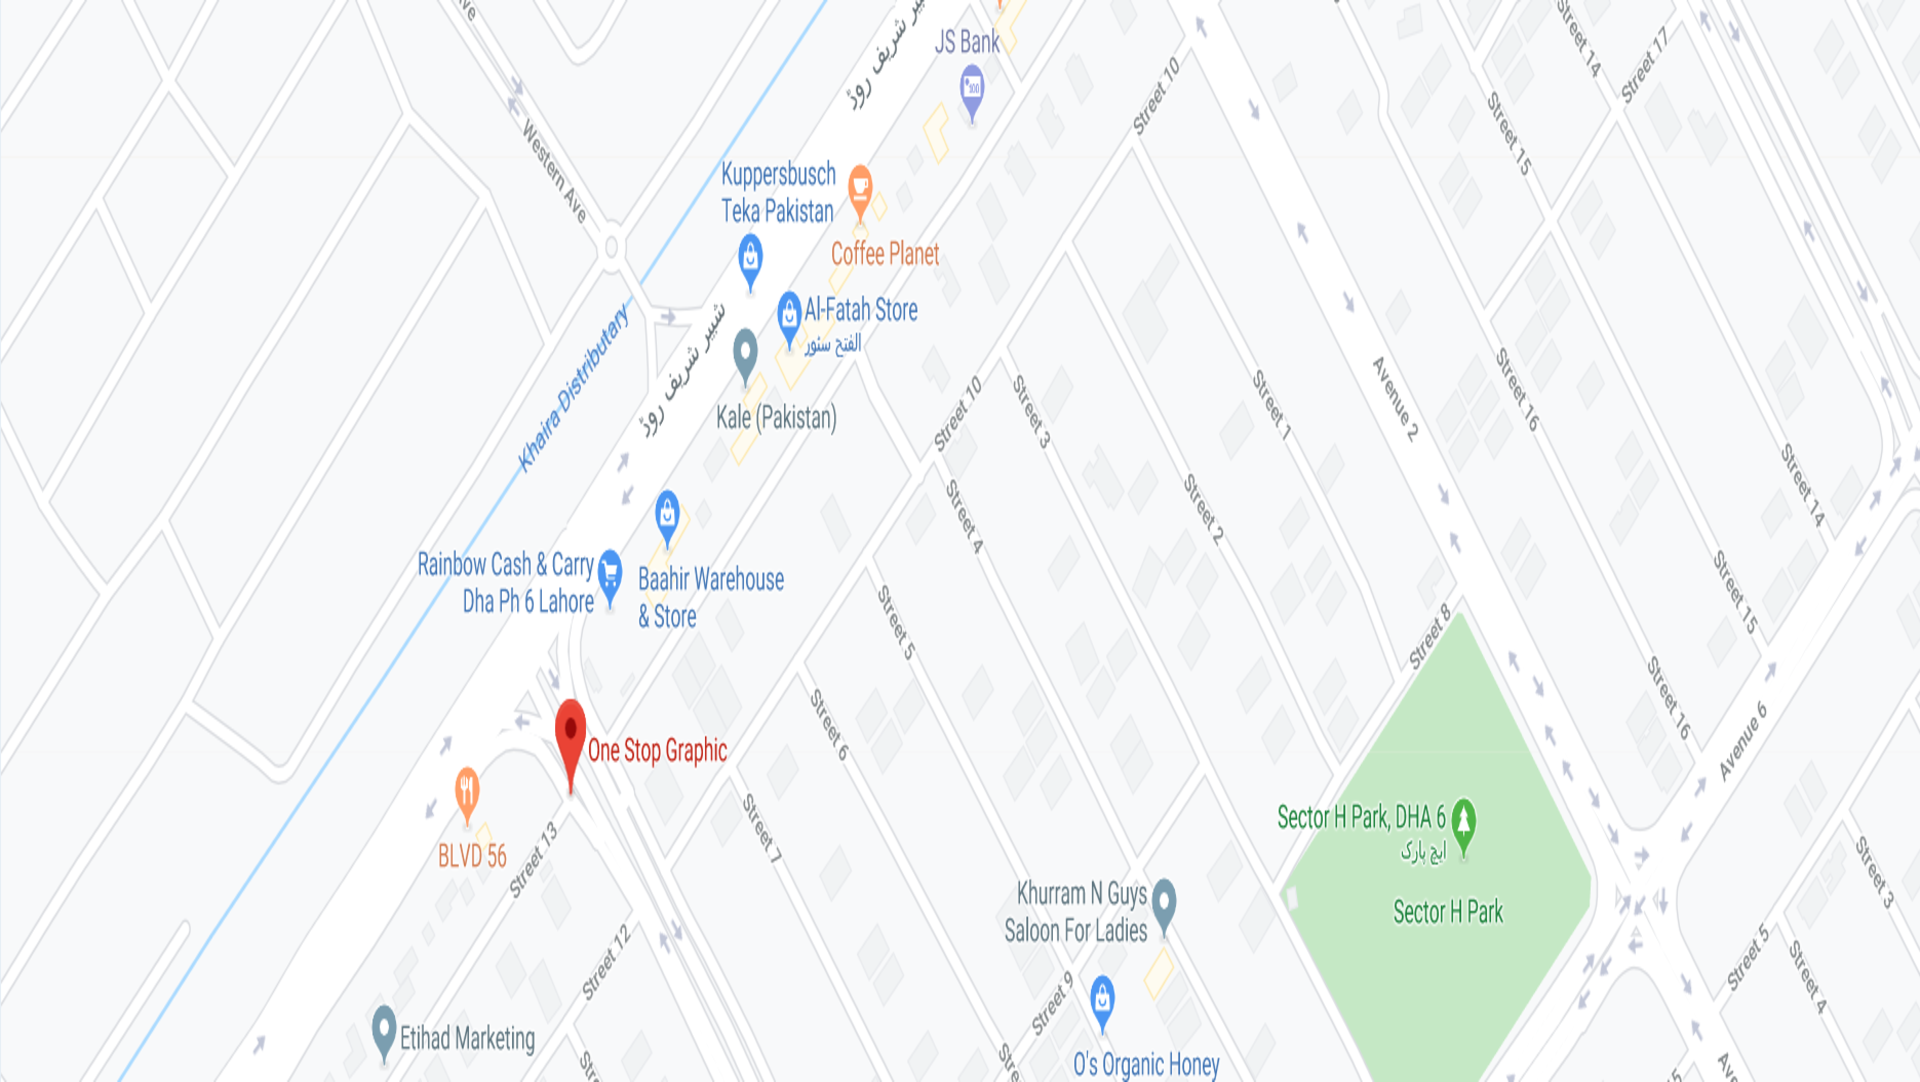 JS Bank
شبیر شریف روڈ
Street 10
Street 14
Street 17
Street 15
Western Ave
Kuppersbusch
Teka Pakistan
Coffee Planet
Al-Fatah Store
الفتح سٹور
Khaira Distributary
شبیر شریف روڈ
Kale (Pakistan)
Street 10
Street 3
Street 1
Avenue 2
Street 16
Street 14
Street 4
Street 2
Rainbow Cash & Carry
Dha Ph 6 Lahore
Baahir Warehouse
& Store
Street 5
Street 8
Street 15
Street 16
Street 6
Avenue 6
One Stop Graphic
BLVD 56
Street 13
Street 7
Sector H Park, DHA 6
ایچ پارک
Sector H Park
Street 3
Khurram N Guys
Saloon For Ladies
Street 12
Street 9
Street 5
Street 4
Etihad Marketing
O's Organic Honey